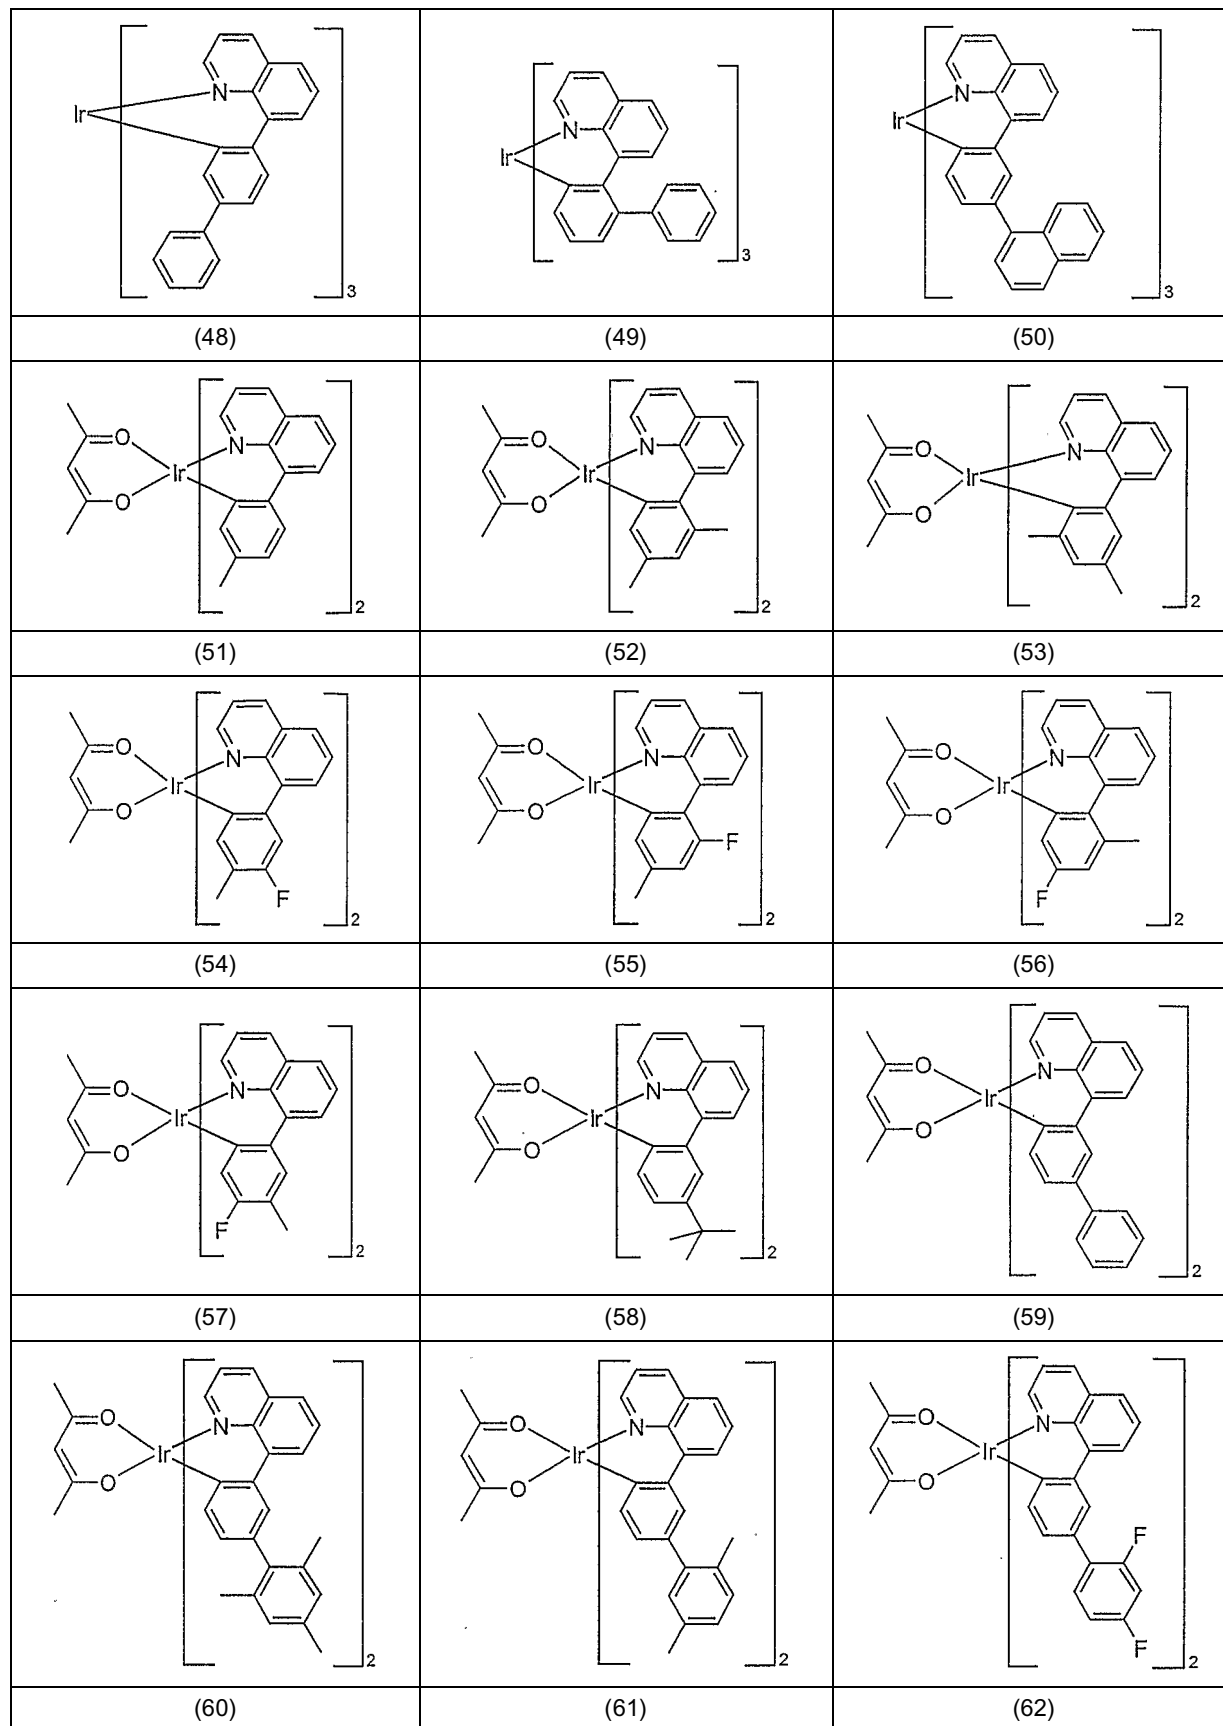 N
Ir
3
N
Ir
3
N
Ir
3
(48) (49) (50)
O
N
Ir
O
2
O
N
Ir
O
2
O
N
Ir
O
2
(51) (52) (53)
O
N
Ir
O
F
2
O
N
Ir
O
F
2
O
N
Ir
O
F
2
(54) (55) (56)
O
N
Ir
O
F
2
O
N
Ir
O
2
O
N
Ir
O
2
(57) (58) (59)
O
N
Ir
O
2
O
N
Ir
O
2
O
N
Ir
O
F
F
2
(60) (61) (62)